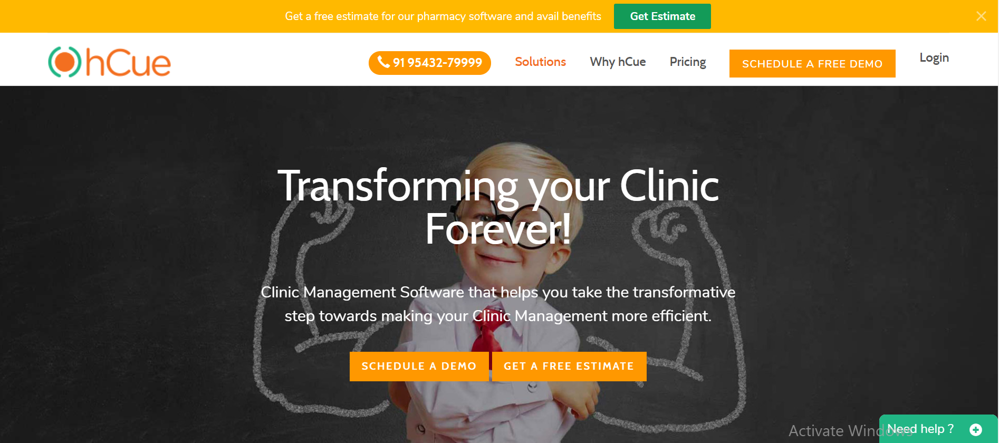 Get a free estimate for our pharmacy software and avail benefits
Get Estimate
hCue
91 95432-79999
Solutions
Why hCue
Pricing
SCHEDULE A FREE DEMO
Login
Transforming your Clinic
Forever!
Clinic Management Software that helps you take the transformative
step towards making your Clinic Management more efficient.
SCHEDULE A DEMO
GET A FREE ESTIMATE
Activate Windows
Need help ?